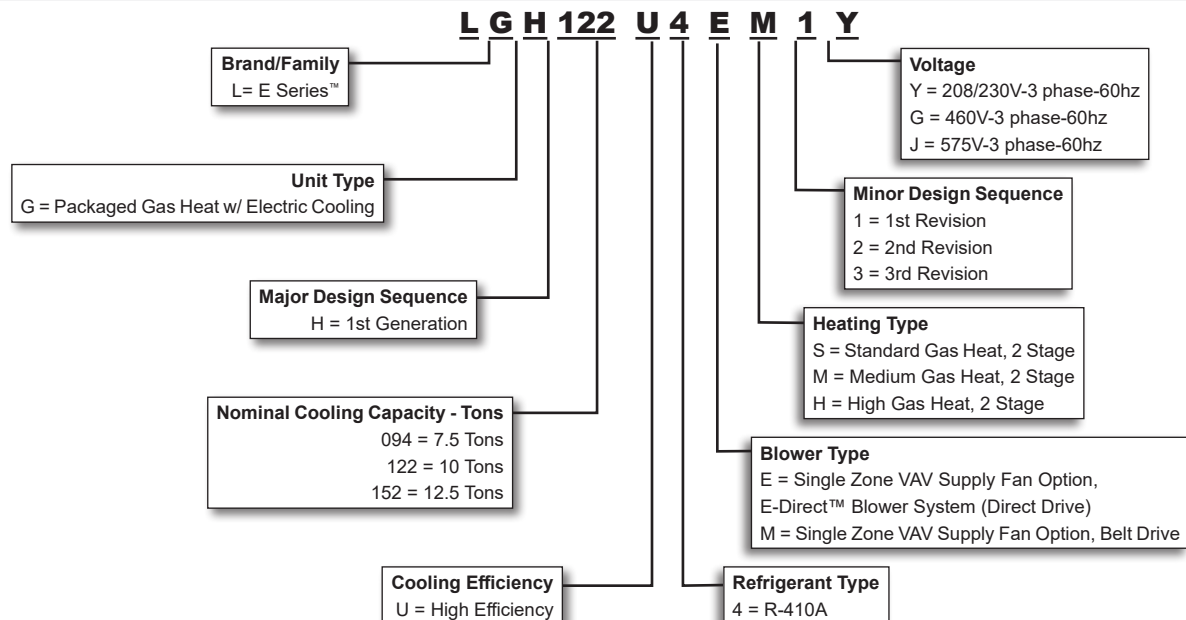 L G H 122 U 4 E M 1 Y
Brand/Family
L= E Series™
Unit Type
G = Packaged Gas Heat w/ Electric Cooling
Major Design Sequence
H = 1st Generation
Nominal Cooling Capacity - Tons
094 = 7.5 Tons
122 = 10 Tons
152 = 12.5 Tons
Cooling Efficiency
U = High Efficiency
Voltage
Y = 208/230V-3 phase-60hz
G = 460V-3 phase-60hz
J = 575V-3 phase-60hz
Minor Design Sequence
1 = 1st Revision
2 = 2nd Revision
3 = 3rd Revision
Heating Type
S = Standard Gas Heat, 2 Stage
M = Medium Gas Heat, 2 Stage
H = High Gas Heat, 2 Stage
Blower Type
E = Single Zone VAV Supply Fan Option,
E-Direct™ Blower System (Direct Drive)
M = Single Zone VAV Supply Fan Option, Belt Drive
Refrigerant Type
4 = R-410A